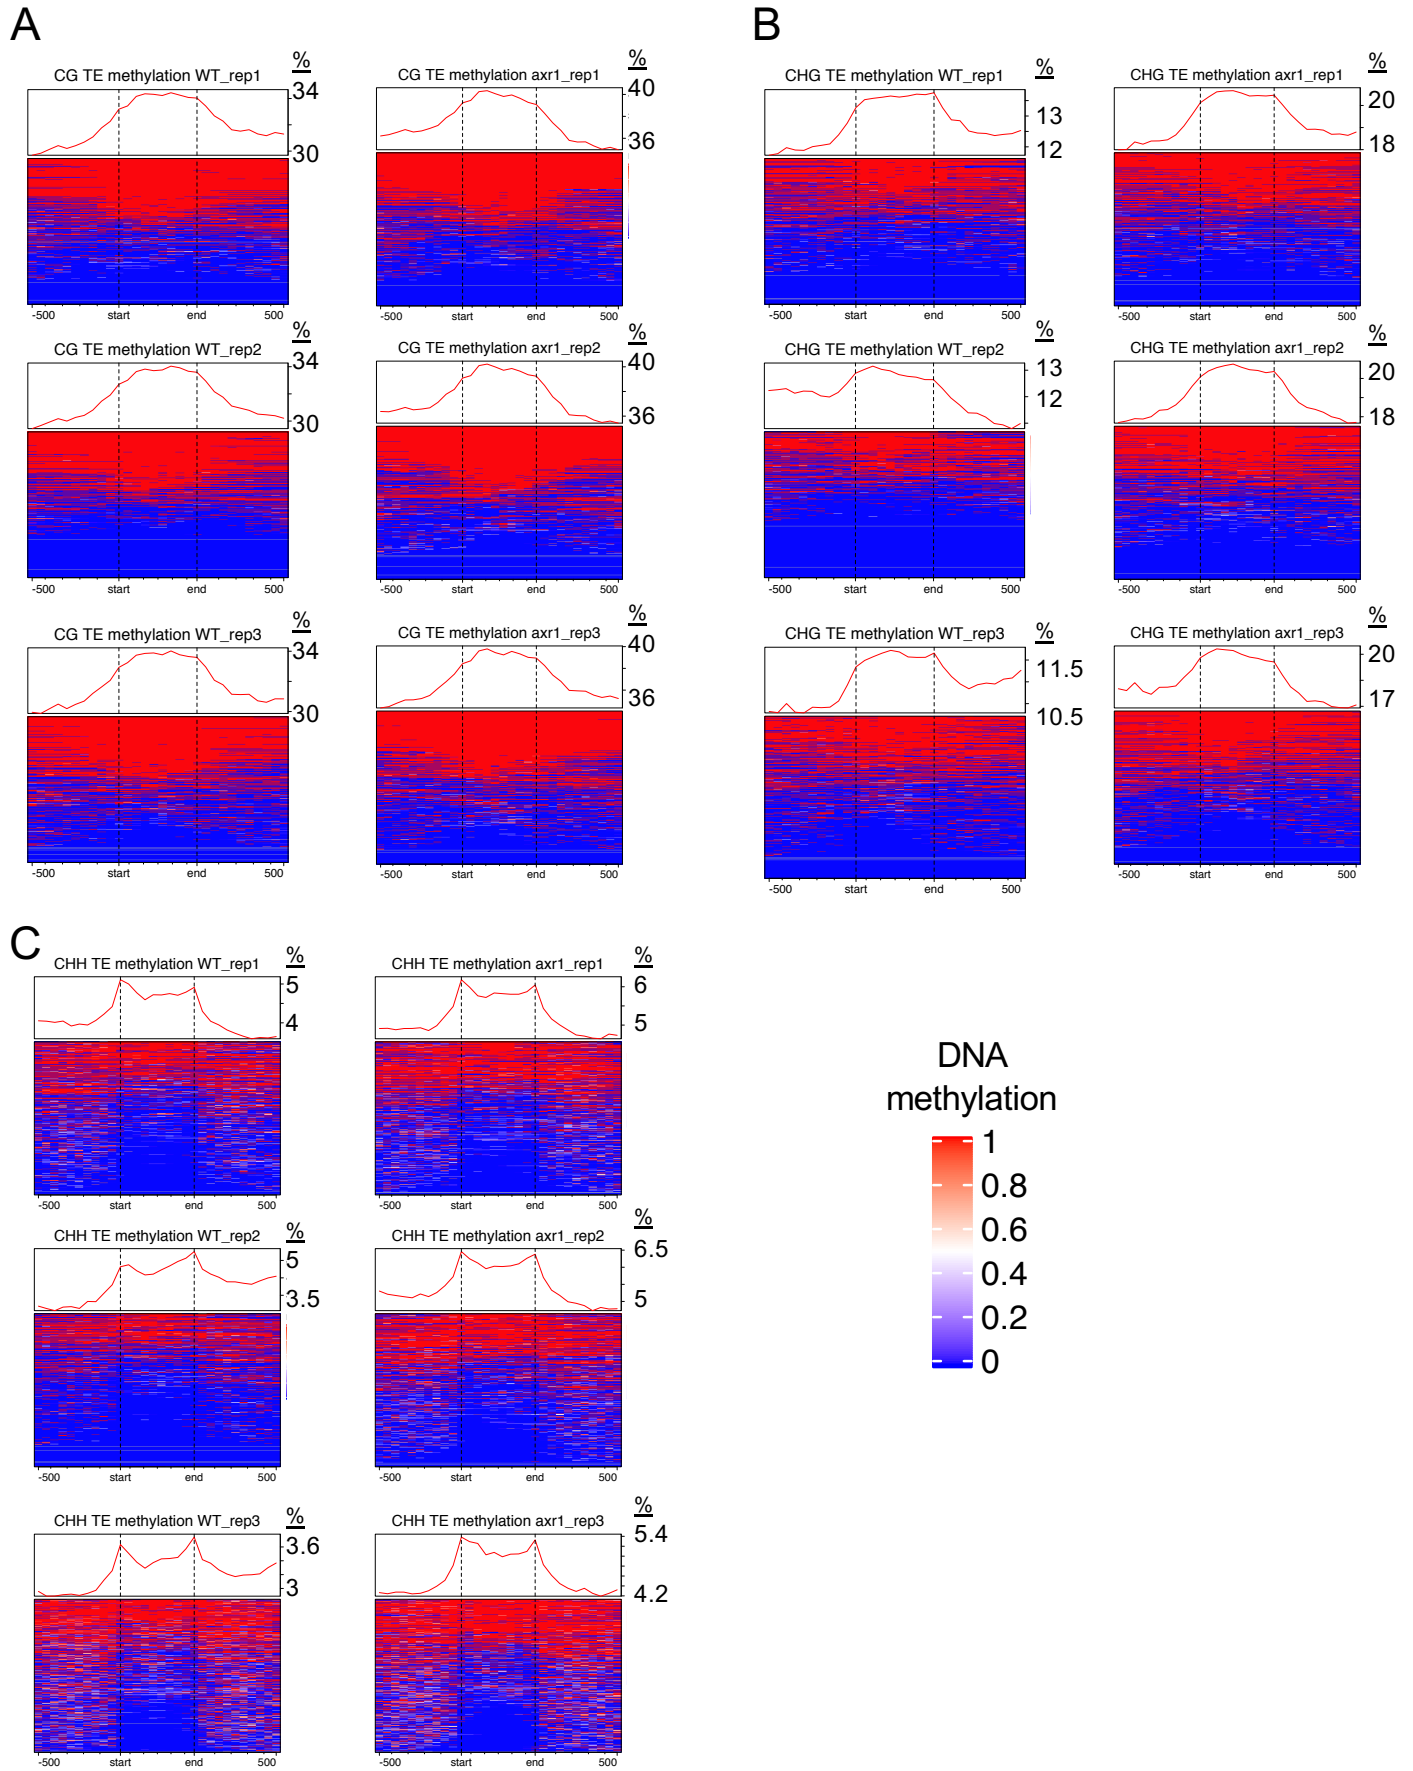 A
B
CG TE methylation WT_rep1
%
34
30
-500 start end 500
CG TE methylation axr1_rep1
%
40
36
-500 start end 500
CHG TE methylation WT_rep1
%
13
12
-500 start end 500
CHG TE methylation axr1_rep1
%
20
18
-500 start end 500
CG TE methylation WT_rep2
%
34
30
-500 start end 500
CG TE methylation axr1_rep2
%
40
36
-500 start end 500
CHG TE methylation WT_rep2
%
13
12
-500 start end 500
CHG TE methylation axr1_rep2
%
20
18
-500 start end 500
CG TE methylation WT_rep3
%
34
30
-500 start end 500
CG TE methylation axr1_rep3
%
40
36
-500 start end 500
CHG TE methylation WT_rep3
%
11.5
10.5
-500 start end 500
CHG TE methylation axr1_rep3
%
20
17
-500 start end 500
C
CHH TE methylation WT_rep1
%
5
4
-500 start end 500
CHH TE methylation axr1_rep1
%
6
5
-500 start end 500
CHH TE methylation WT_rep2
%
5
3.5
-500 start end 500
CHH TE methylation axr1_rep2
%
6.5
5
-500 start end 500
CHH TE methylation WT_rep3
%
3.6
3
-500 start end 500
CHH TE methylation axr1_rep3
%
5.4
4.2
-500 start end 500
DNA
methylation
1
0.8
0.6
0.4
0.2
0